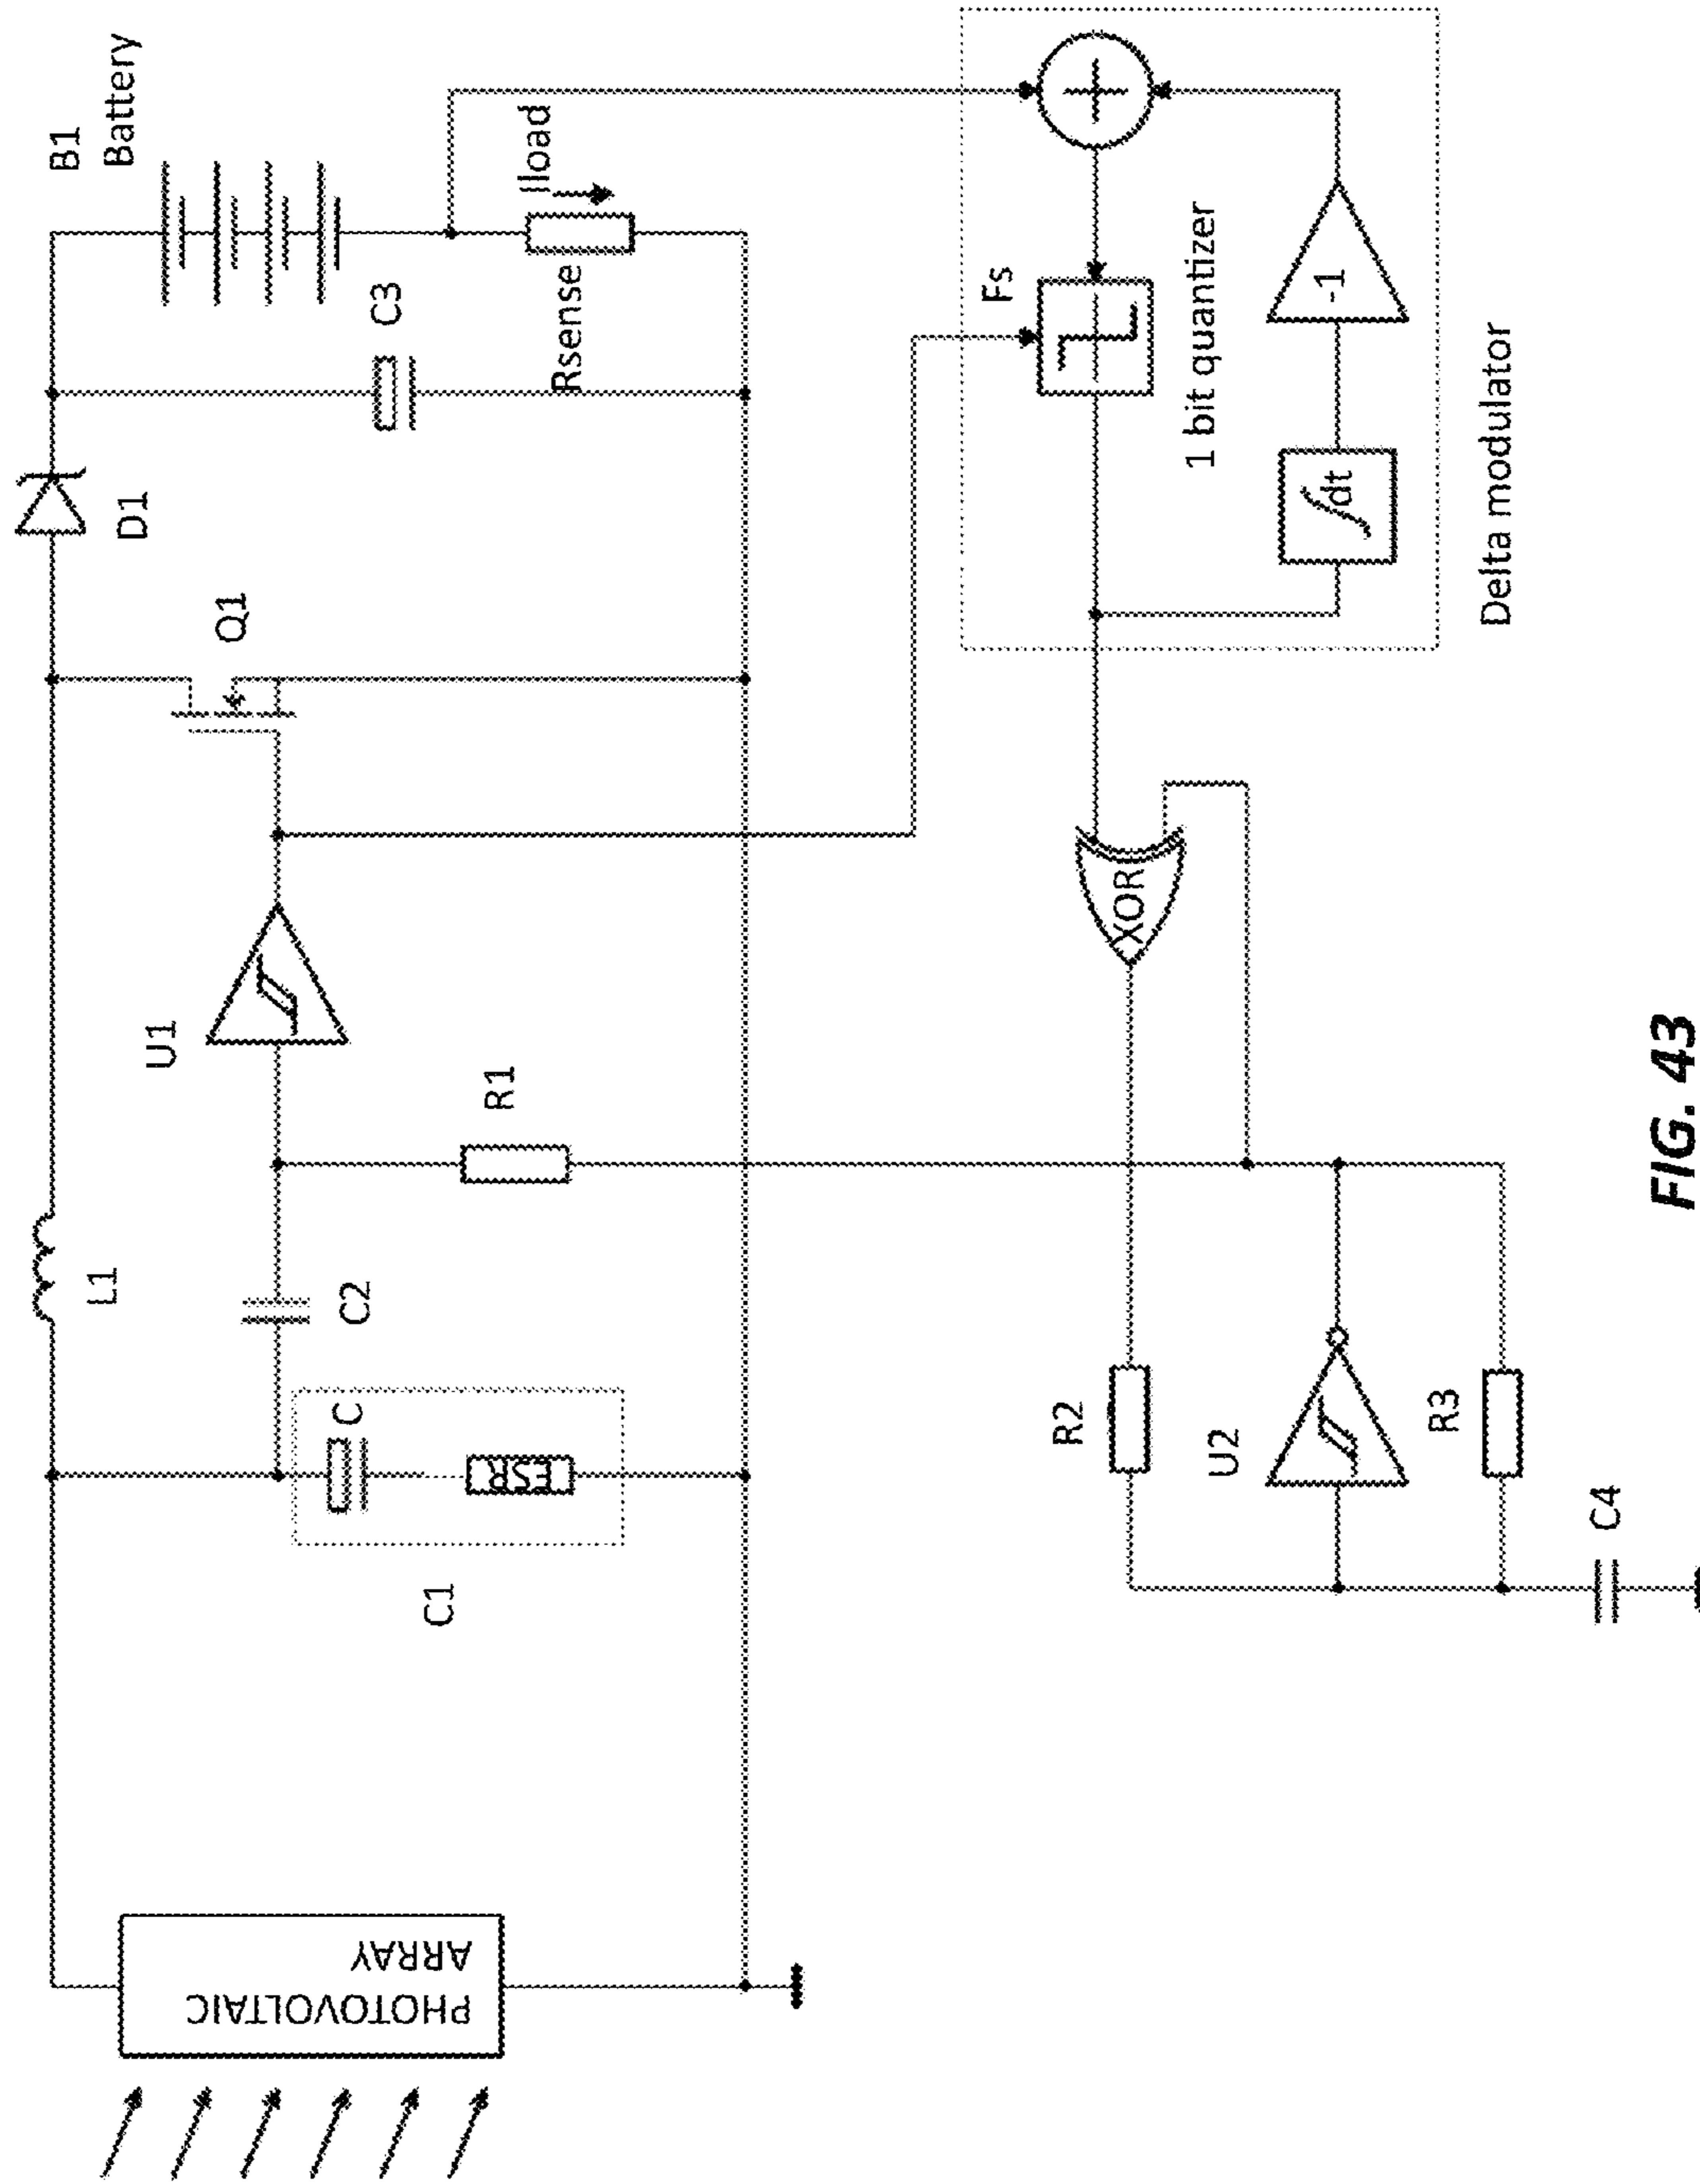 PHOTOVOLTAIC
ARRAY
C1
C
ESR
L1
C2
U1
R1
Q1
D1
C3
B1
Battery
Rsense
Iload
Fs
1 bit quantizer
∫dt
-1
Delta modulator
XOR
R2
U2
R3
C4
FIG. 43